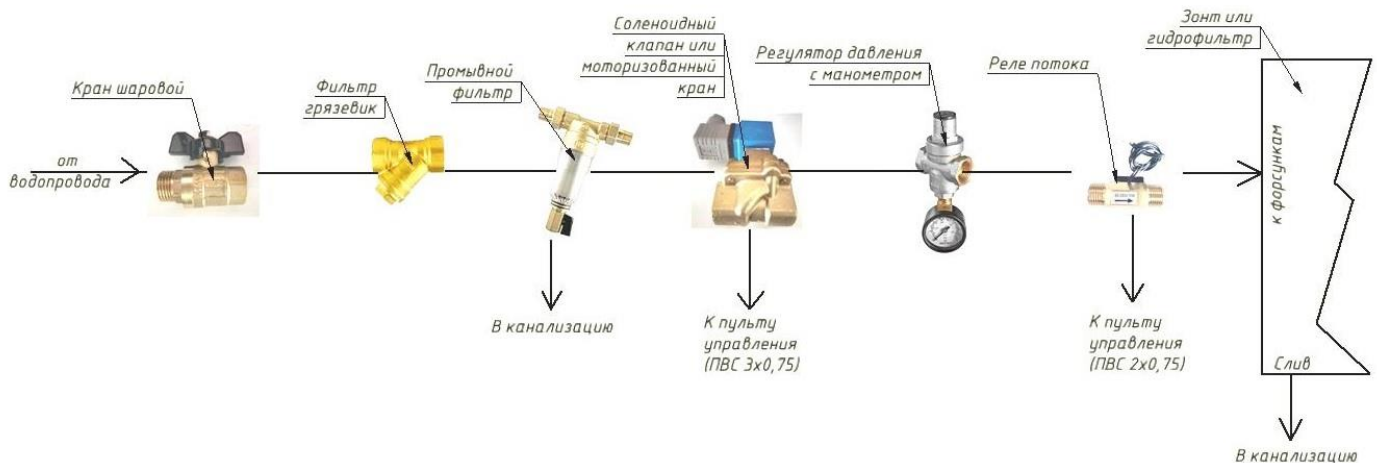 Соленоидный
клапан или
моторизованный
кран
Зонт или
гидрофильтр
Регулятор давления
с манометром
Реле потока
Промывной
фильтр
Фильтр
грязевик
Кран шаровой
от
водопровода
к форсункам
В канализацию
К пульту
управления
(ПВС 3х0,75)
К пульту
управления
(ПВС 2х0,75)
Слив
В канализацию